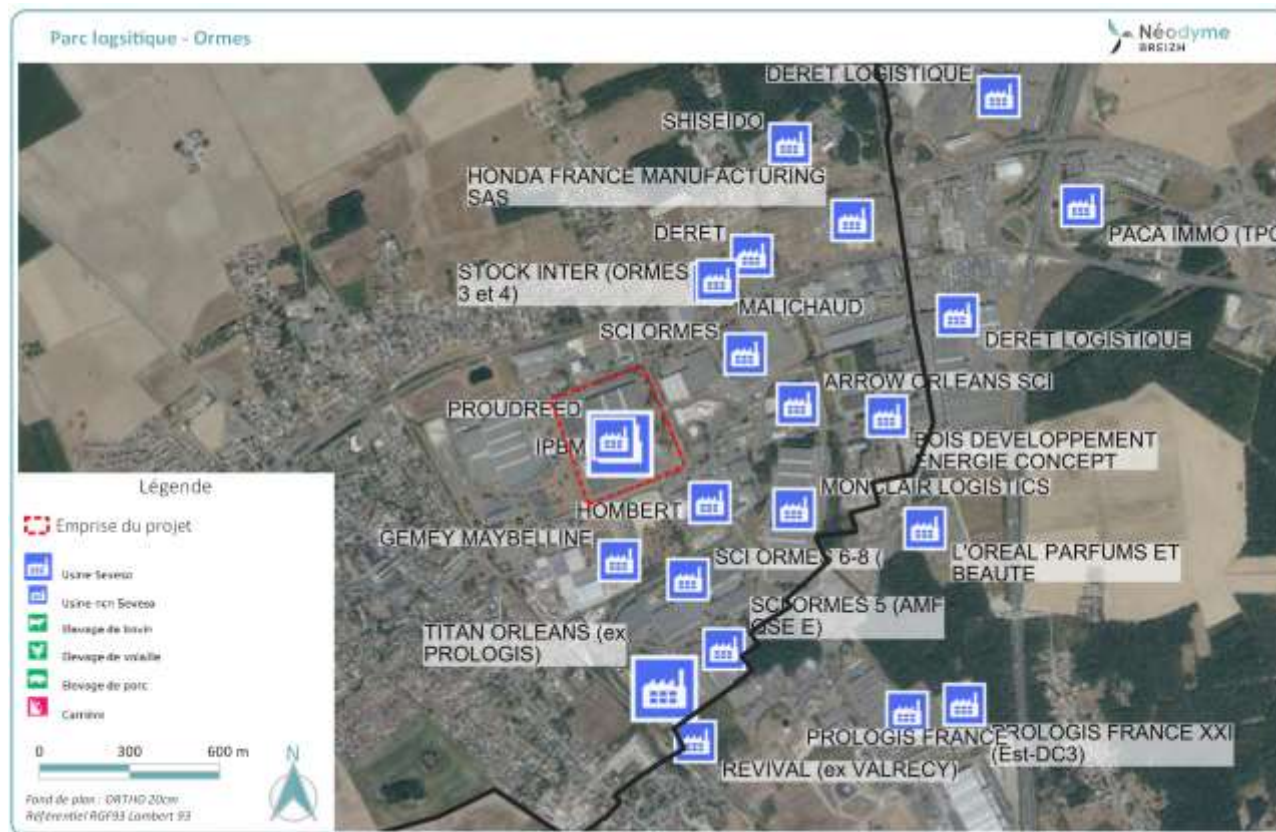 Parc logsitique - Ormes
Néodyme
BREIZH
DERET LOGISTIQUE
SHISEIDO
HONDA FRANCE MANUFACTURING
SAS
PACA IMMO (TPC
DERET
STOCK INTER (ORMES
3 et 4)
MALICHAUD
SCI ORMES
DERET LOGISTIQUE
ARROW ORLEANS SCI
PROUDREED
IPBM
BOIS DEVELOPPEMENT
ENERGIE CONCEPT
MONCLAIR LOGISTICS
HOMBERT
GEMEY MAYBELLINE
L'OREAL PARFUMS ET
BEAUTE
SCI ORMES 6-8 (
SCI ORMES 5 (AMF
QSE E)
TITAN ORLEANS (ex
PROLOGIS)
PROLOGIS FRANCE
PROLOGIS FRANCE XXII
(Est-DC3)
REVIVAL (ex VALRECY)
Légende
Emprise du projet
Usine Seveso
Usine non Seveso
Elevage de bovin
Elevage de volaille
Elevage de porc
Carrière
0 300 600 m
N
Fond de plan : ORTHO 20cm
Référentiel RGF93 Lambert 93